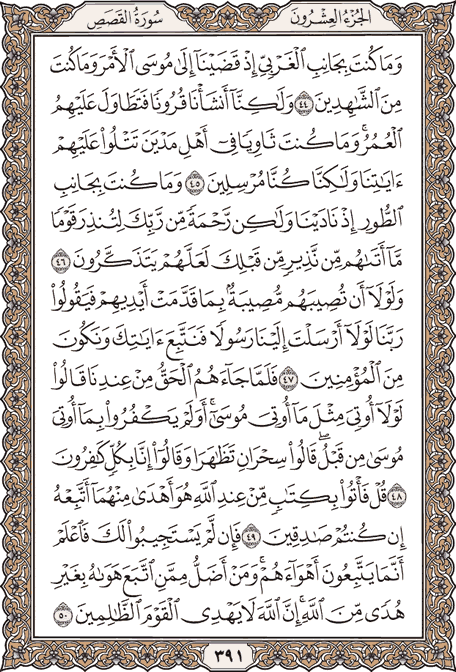 الجزء العشرون سورة القصص
وَمَا كُنتَ بِجَانِبِ ٱلْغَرْبِيِّ إِذْ قَضَيْنَآ إِلَىٰ مُوسَى ٱلْأَمْرَ وَمَا كُنتَ
مِنَ ٱلشَّٰهِدِينَ ٤٤ وَلَٰكِنَّآ أَنشَأْنَا قُرُونًا فَتَطَاوَلَ عَلَيْهِمُ
ٱلْعُمُرُ ۚ وَمَا كُنتَ ثَاوِيًا فِىٓ أَهْلِ مَدْيَنَ تَتْلُوا۟ عَلَيْهِمْ
ءَايَٰتِنَا وَلَٰكِنَّا كُنَّا مُرْسِلِينَ ٤٥ وَمَا كُنتَ بِجَانِبِ
ٱلطُّورِ إِذْ نَادَيْنَا وَلَٰكِن رَّحْمَةً مِّن رَّبِّكَ لِتُنذِرَ قَوْمًا
مَّآ أَتَىٰهُم مِّن نَّذِيرٍ مِّن قَبْلِكَ لَعَلَّهُمْ يَتَذَكَّرُونَ ٤٦
وَلَوْلَآ أَن تُصِيبَهُم مُّصِيبَةٌۢ بِمَا قَدَّمَتْ أَيْدِيهِمْ فَيَقُولُوا۟
رَبَّنَا لَوْلَآ أَرْسَلْتَ إِلَيْنَا رَسُولًا فَنَتَّبِعَ ءَايَٰتِكَ وَنَكُونَ
مِنَ ٱلْمُؤْمِنِينَ ٤٧ فَلَمَّا جَآءَهُمُ ٱلْحَقُّ مِنْ عِندِنَا قَالُوا۟
لَوْلَآ أُوتِىَ مِثْلَ مَآ أُوتِىَ مُوسَىٰٓ ۚ أَوَلَمْ يَكْفُرُوا۟ بِمَآ أُوتِىَ
مُوسَىٰ مِن قَبْلُ ۖ قَالُوا۟ سِحْرَانِ تَظَٰهَرَا وَقَالُوٓا۟ إِنَّا بِكُلٍّ كَٰفِرُونَ
٤٨ قُلْ فَأْتُوا۟ بِكِتَٰبٍ مِّنْ عِندِ ٱللَّهِ هُوَ أَهْدَىٰ مِنْهُمَآ أَتَّبِعْهُ
إِن كُنتُمْ صَٰدِقِينَ ٤٩ فَإِن لَّمْ يَسْتَجِيبُوا۟ لَكَ فَٱعْلَمْ
أَنَّمَا يَتَّبِعُونَ أَهْوَآءَهُمْ ۚ وَمَنْ أَضَلُّ مِمَّنِ ٱتَّبَعَ هَوَىٰهُ بِغَيْرِ
هُدًى مِّنَ ٱللَّهِ ۚ إِنَّ ٱللَّهَ لَا يَهْدِى ٱلْقَوْمَ ٱلظَّٰلِمِينَ ٥٠
٣٩١